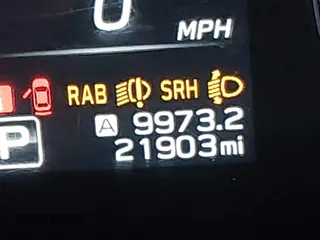 0
MPH
RAB SRH
A 9973.2
P
21903mi